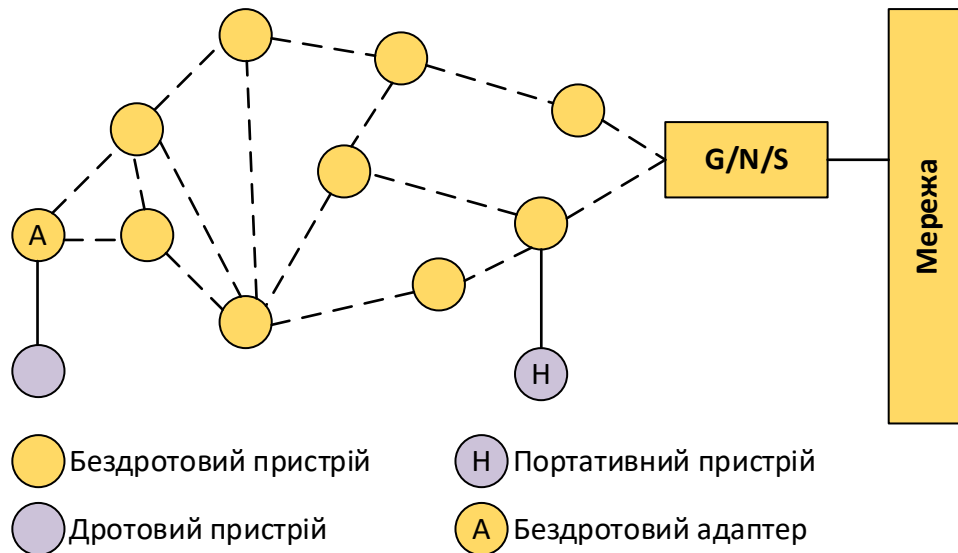 G/N/S
Мережа
А
Н
Бездротовий пристрій
Н Портативний пристрій
Дротовий пристрій
А Бездротовий адаптер